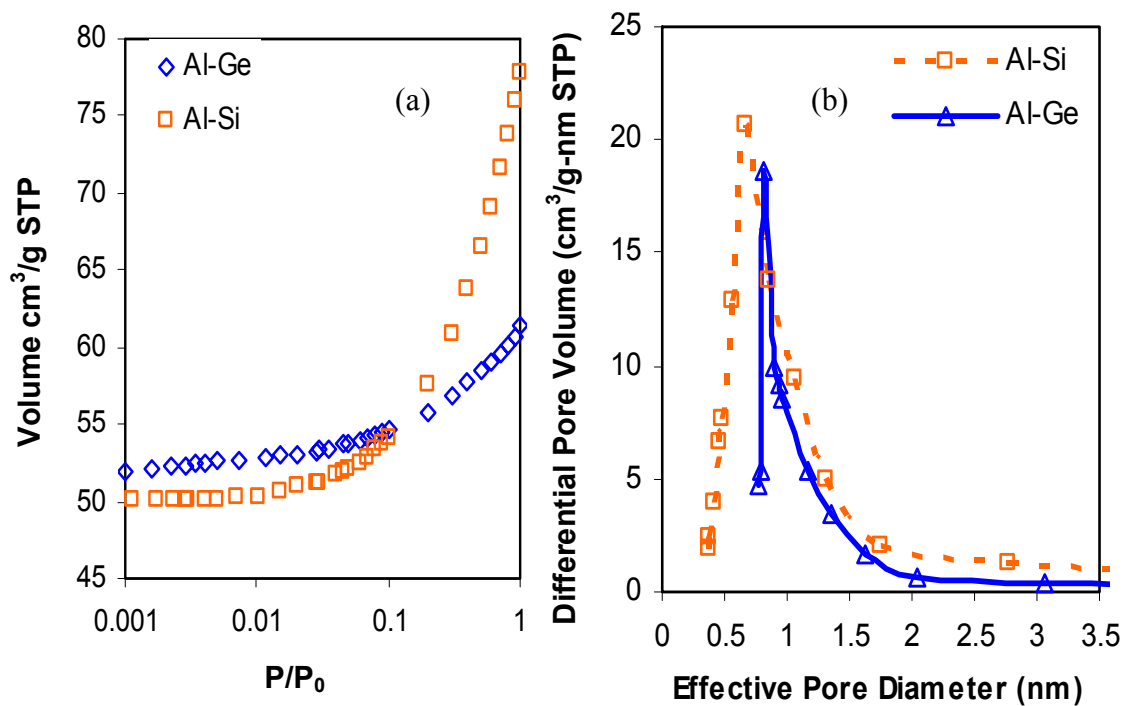 80
75
70
65
60
55
50
45
Volume cm³/g STP
0.001 0.01 0.1 1
P/P₀
Al-Ge
Al-Si
(a)
25
20
15
10
5
0
Differential Pore Volume (cm³/g-nm STP)
0 0.5 1 1.5 2 2.5 3 3.5
Effective Pore Diameter (nm)
Al-Si
Al-Ge
(b)